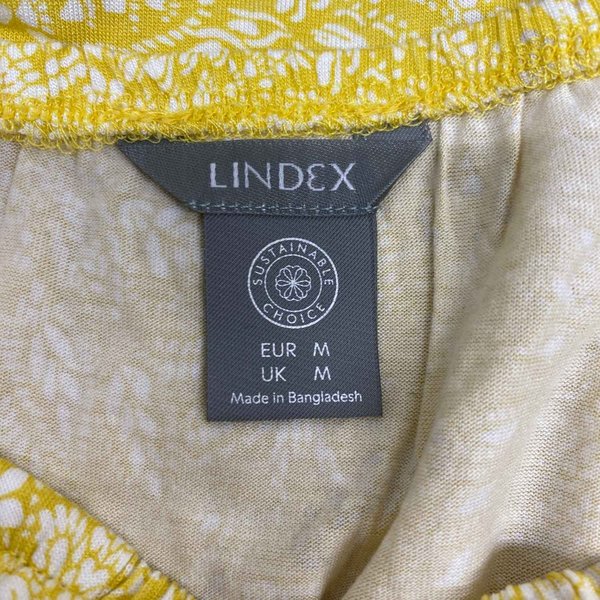 LINDEX
SUSTAINABLE
CHOICE
EUR M
UK M
Made in Bangladesh